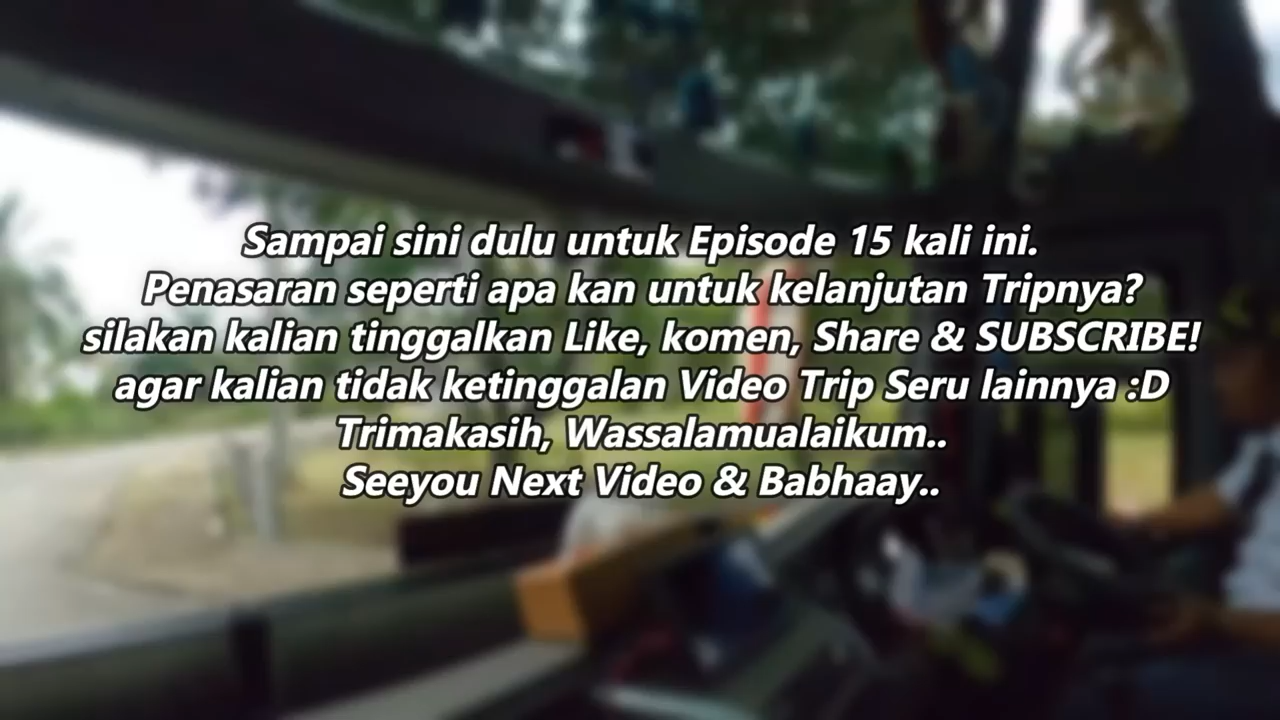 Sampai sini dulu untuk Episode 15 kali ini.
Penasaran seperti apa kan untuk kelanjutan Tripnya?
silakan kalian tinggalkan Like, komen, Share & SUBSCRIBE!
agar kalian tidak ketinggalan Video Trip Seru lainnya :D
Trimakasih, Wassalamualaikum..
Seeyou Next Video & Babhaay..